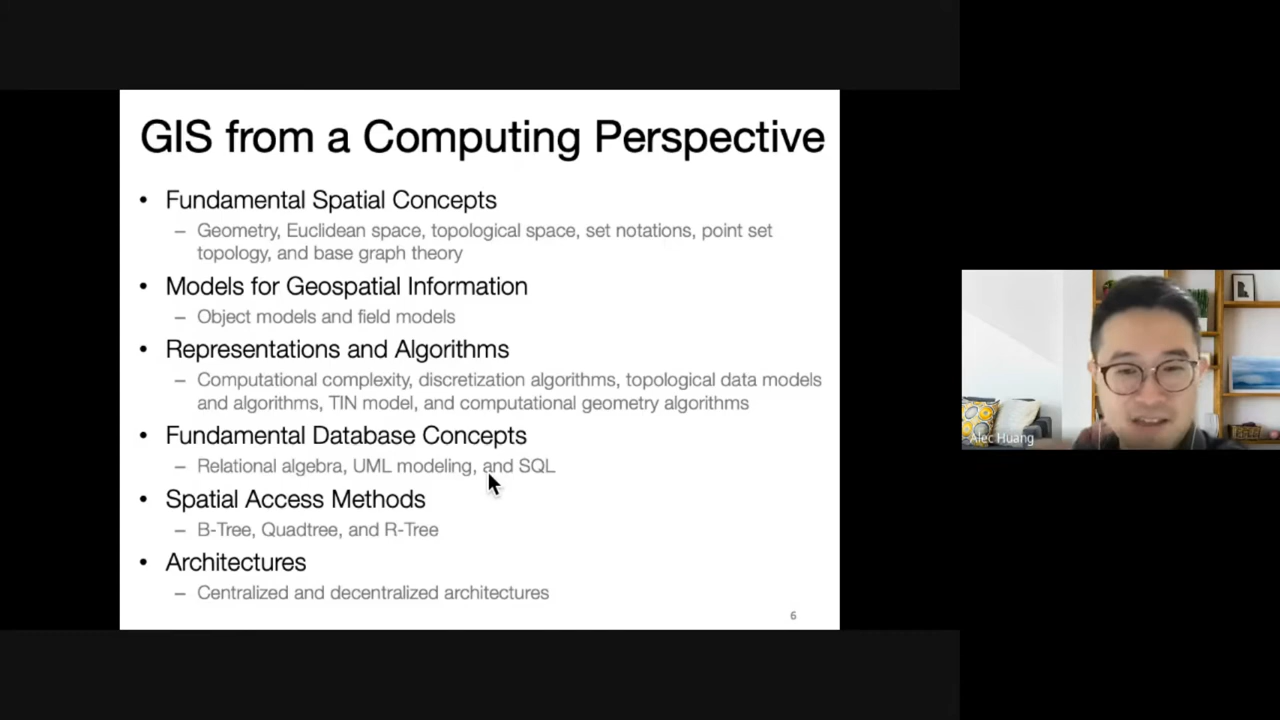 GIS from a Computing Perspective
• Fundamental Spatial Concepts
– Geometry, Euclidean space, topological space, set notations, point set
topology, and base graph theory
• Models for Geospatial Information
– Object models and field models
• Representations and Algorithms
– Computational complexity, discretization algorithms, topological data models
and algorithms, TIN model, and computational geometry algorithms
• Fundamental Database Concepts
– Relational algebra, UML modeling, and SQL
• Spatial Access Methods
– B-Tree, Quadtree, and R-Tree
• Architectures
– Centralized and decentralized architectures
6
Alec Huang